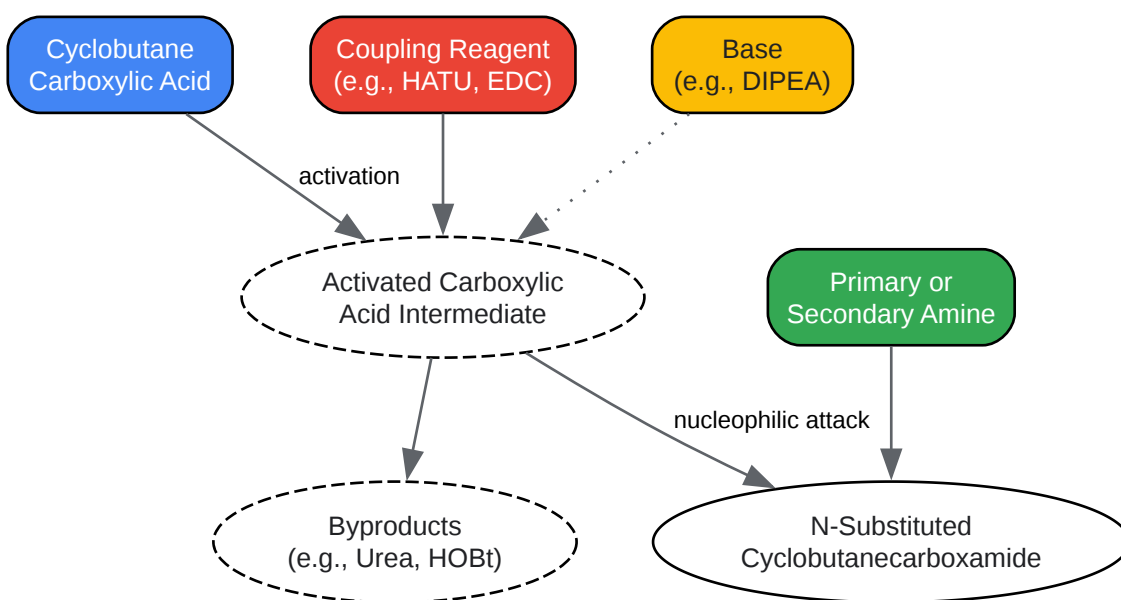 Cyclobutane
Carboxylic Acid
Coupling Reagent
(e.g., HATU, EDC)
Base
(e.g., DIPEA)
activation
Activated Carboxylic
Acid Intermediate
Primary or
Secondary Amine
nucleophilic attack
Byproducts
(e.g., Urea, HOBt)
N-Substituted
Cyclobutanecarboxamide